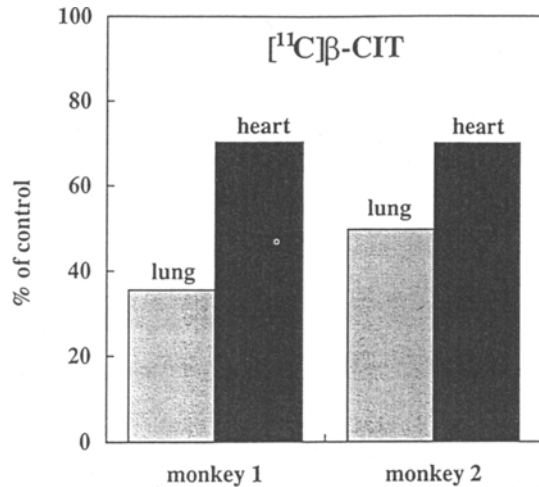 [¹¹C]β-CIT
% of control
100
80
60
40
20
0
lung
heart
lung
heart
monkey 1
monkey 2